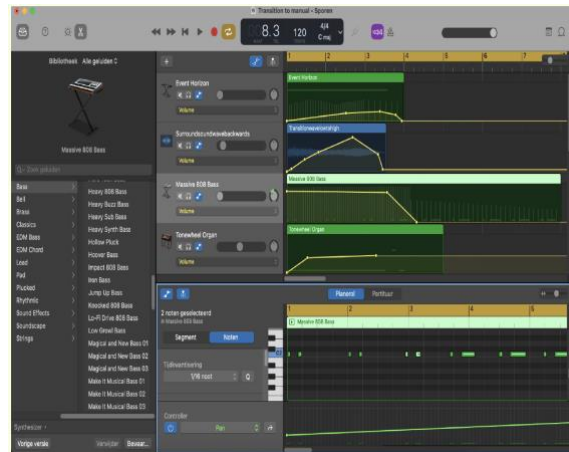 Transition to manual - Sporen
8.3
120
4/4
C maj
Bibliotheek Alle geluiden
Massive 808 Bass
Zoek geluiden
Bass
Bell
Brass
Classics
EDM Bass
EDM Chord
Lead
Pad
Plucked
Rhythmic
Sound Effects
Soundscape
Strings
Heavy 808 Bass
Heavy Buzz Bass
Heavy Sub Bass
Heavy Synth Bass
Hollow Pluck
Hoover Bass
Impact 808 Bass
Iron Bass
Jump Up Bass
Knocked 808 Bass
Lo-Fi Drive 808 Bass
Low Growl Bass
Magical and New Bass 01
Magical and New Bass 02
Magical and New Bass 03
Make It Musical Bass 01
Make It Musical Bass 02
Make It Musical Bass 03
Synthesizer
Vorige versie
Verwijder
Bewaar...
Event Horizon
Volume
Surroundsoundwavebackwards
Volume
Massive 808 Bass
Volume
Tonewheel Organ
Volume
1 2 3 4 5 6 7
Event Horizon
Massive 808 Bass
Tonewheel Organ
Pianorol
Partituur
2 noten geselecteerd
Segment
Noten
1/16 noot
Q
Controller
Pan
1 2 3 4 5
Massive 808 Bass